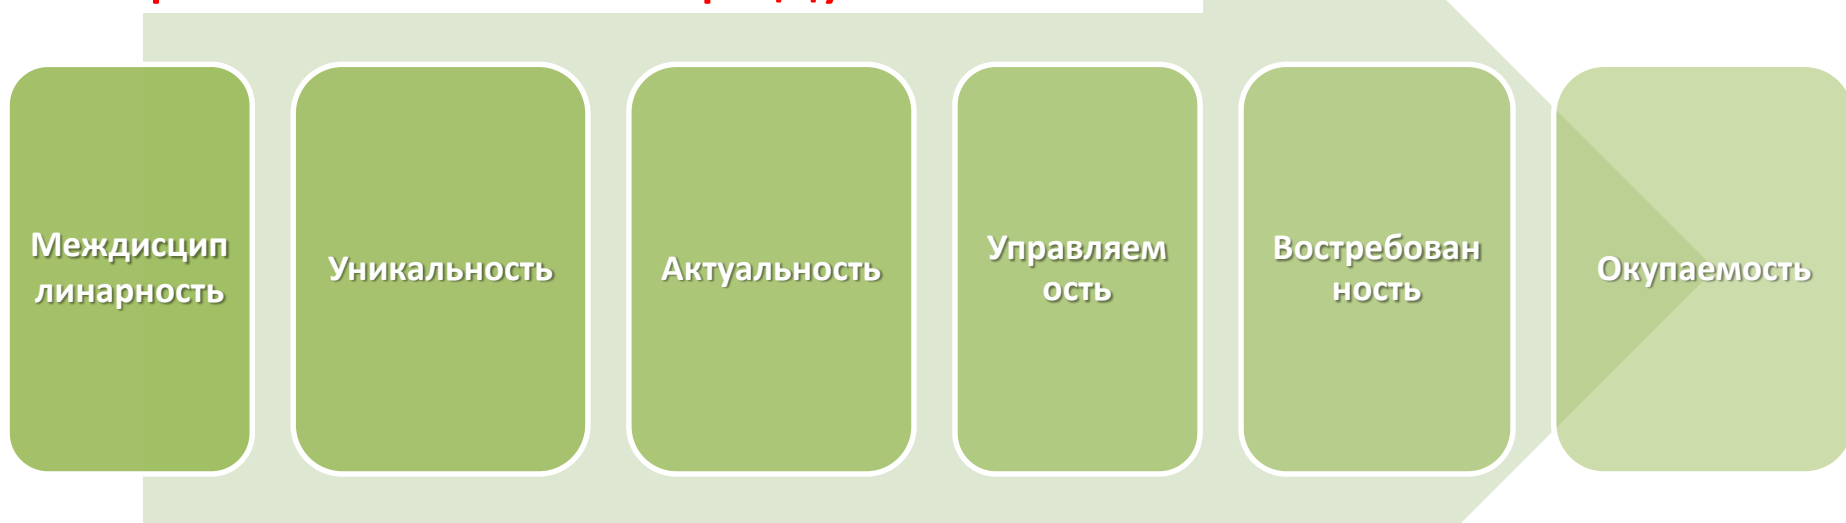 Междисцип
линарность
Уникальность
Актуальность
Управляем
ость
Востребован
ность
Окупаемость